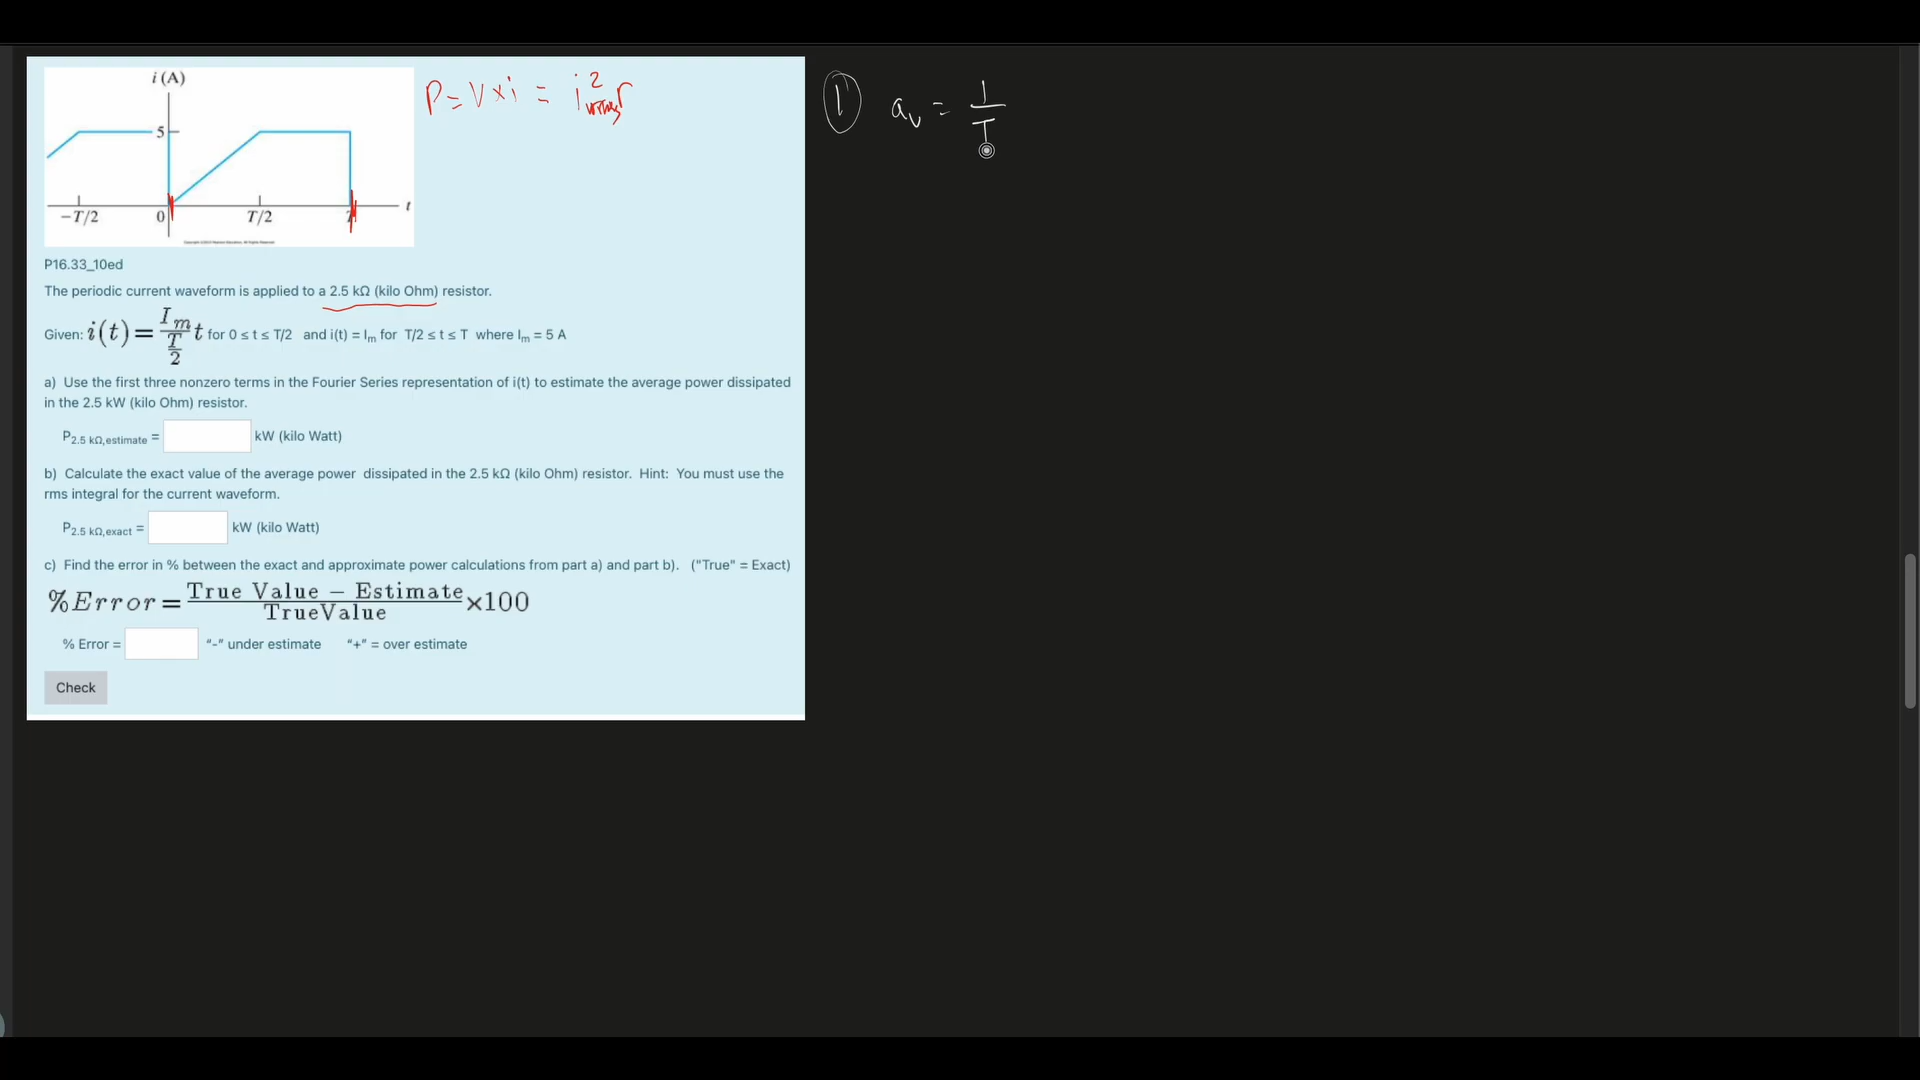 i (A)
P = V × i = i²rms r
5
−T/2 0 T/2 t
P16.33_10ed
The periodic current waveform is applied to a 2.5 kΩ (kilo Ohm) resistor.
Given: i(t) = I_m / (T/2) t for 0 ≤ t ≤ T/2 and i(t) = Im for T/2 ≤ t ≤ T where Im = 5 A
a) Use the first three nonzero terms in the Fourier Series representation of i(t) to estimate the average power dissipated
in the 2.5 kW (kilo Ohm) resistor.
P2.5 kΩ,estimate = kW (kilo Watt)
b) Calculate the exact value of the average power dissipated in the 2.5 kΩ (kilo Ohm) resistor. Hint: You must use the
rms integral for the current waveform.
P2.5 kΩ,exact = kW (kilo Watt)
c) Find the error in % between the exact and approximate power calculations from part a) and part b). ("True" = Exact)
%Error = True Value − Estimate / TrueValue ×100
% Error = "-" under estimate "+" = over estimate
Check
1 av = 1/T